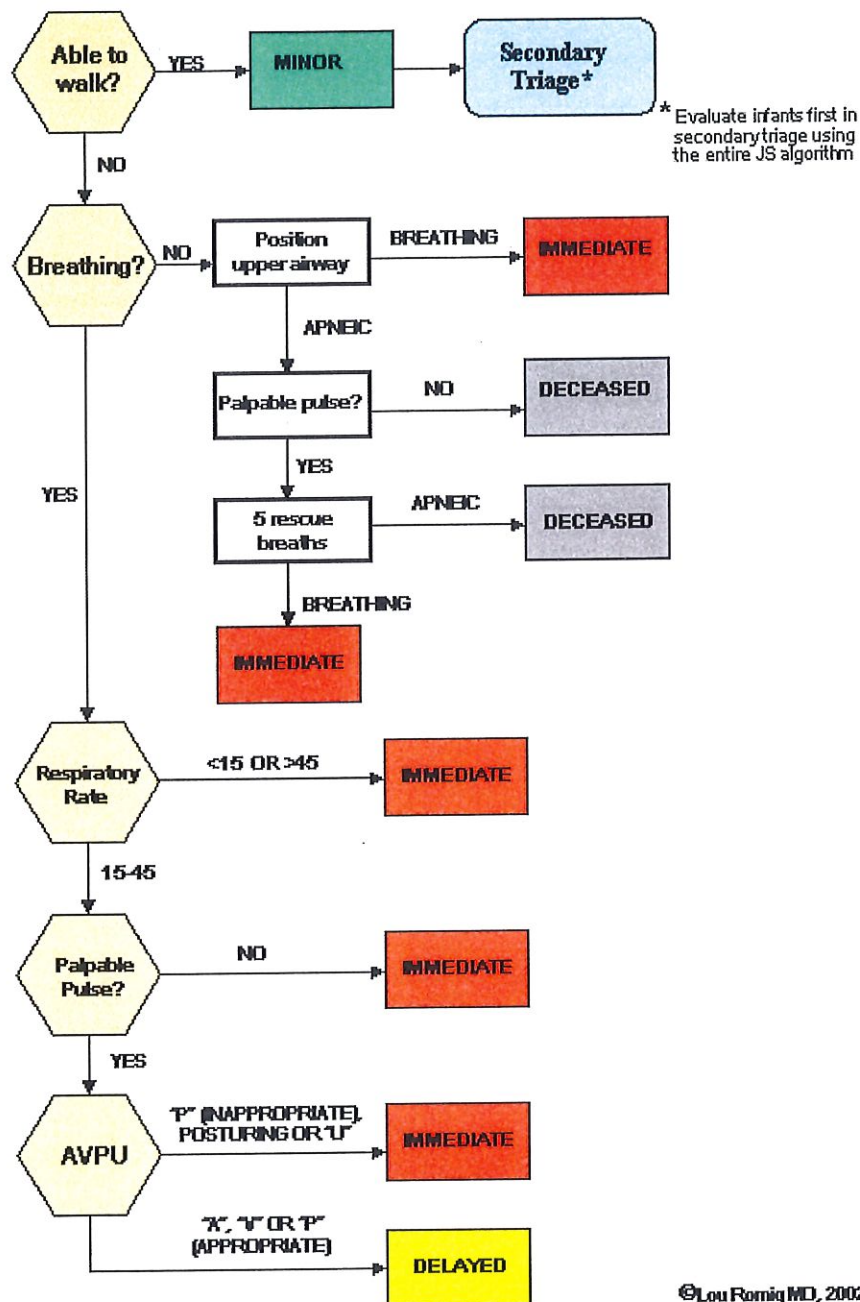 Able to
walk?
YES
MINOR
Secondary
Triage*
* Evaluate infants first in
secondary triage using
the entire JS algorithm
NO
Breathing?
NO
Position
upper airway
BREATHING
IMMEDIATE
APNEIC
Palpable pulse?
NO
DECEASED
YES
5 rescue
breaths
APNEIC
DECEASED
BREATHING
IMMEDIATE
YES
Respiratory
Rate
<15 OR >45
IMMEDIATE
15-45
Palpable
Pulse?
NO
IMMEDIATE
YES
AVPU
"P" (INAPPROPRIATE),
POSTURING OR "U"
IMMEDIATE
"A", "V" OR "P"
(APPROPRIATE)
DELAYED
©Lou Romig MD, 2002